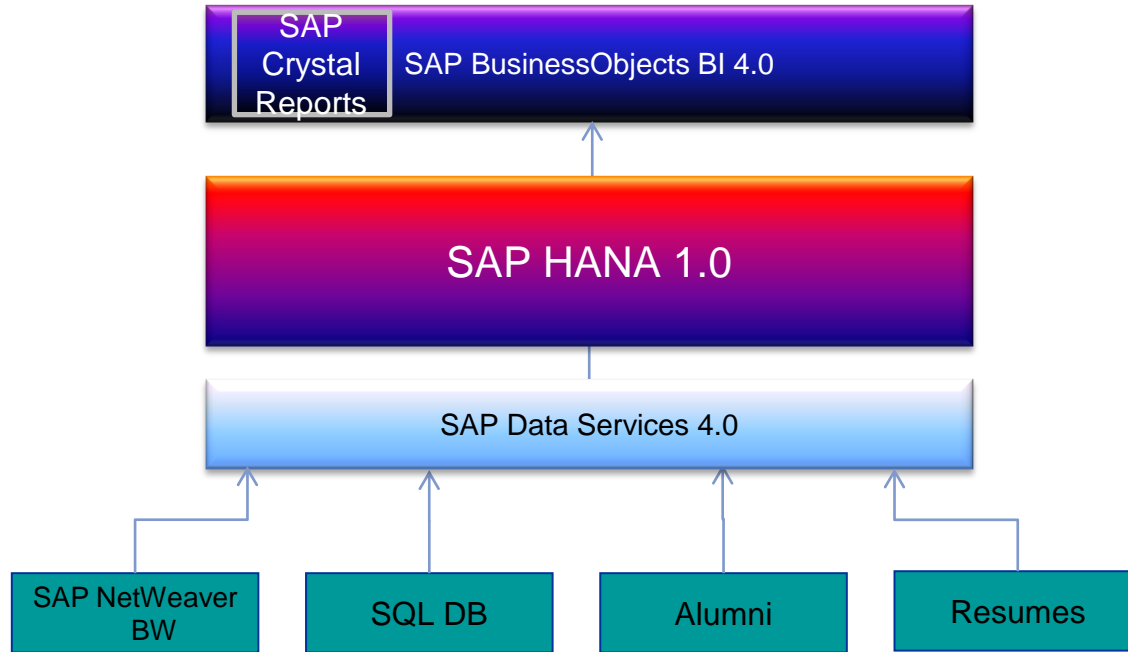 SAP
Crystal
Reports
SAP BusinessObjects BI 4.0
SAP HANA 1.0
SAP Data Services 4.0
SAP NetWeaver
BW
SQL DB
Alumni
Resumes